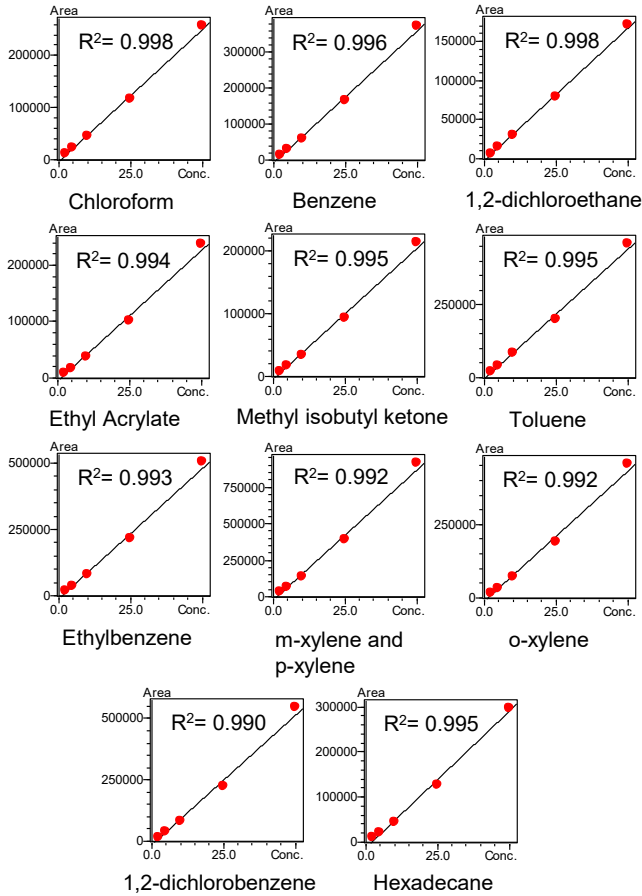 Area
R²= 0.998
200000
100000
0
0.0 25.0 Conc.
Chloroform
Area
R²= 0.996
300000
200000
100000
0
0.0 25.0 Conc.
Benzene
Area
R²= 0.998
150000
100000
50000
0
0.0 25.0 Conc.
1,2-dichloroethane
Area
R²= 0.994
200000
100000
0
0.0 25.0 Conc.
Ethyl Acrylate
Area
R²= 0.995
200000
100000
0
0.0 25.0 Conc.
Methyl isobutyl ketone
Area
R²= 0.995
250000
0
0.0 25.0 Conc.
Toluene
Area
R²= 0.993
500000
250000
0
0.0 25.0 Conc.
Ethylbenzene
Area
R²= 0.992
750000
500000
250000
0
0.0 25.0 Conc.
m-xylene and
p-xylene
Area
R²= 0.992
250000
0
0.0 25.0 Conc.
o-xylene
Area
R²= 0.990
500000
250000
0
0.0 25.0 Conc.
1,2-dichlorobenzene
Area
R²= 0.995
300000
200000
100000
0
0.0 25.0 Conc.
Hexadecane